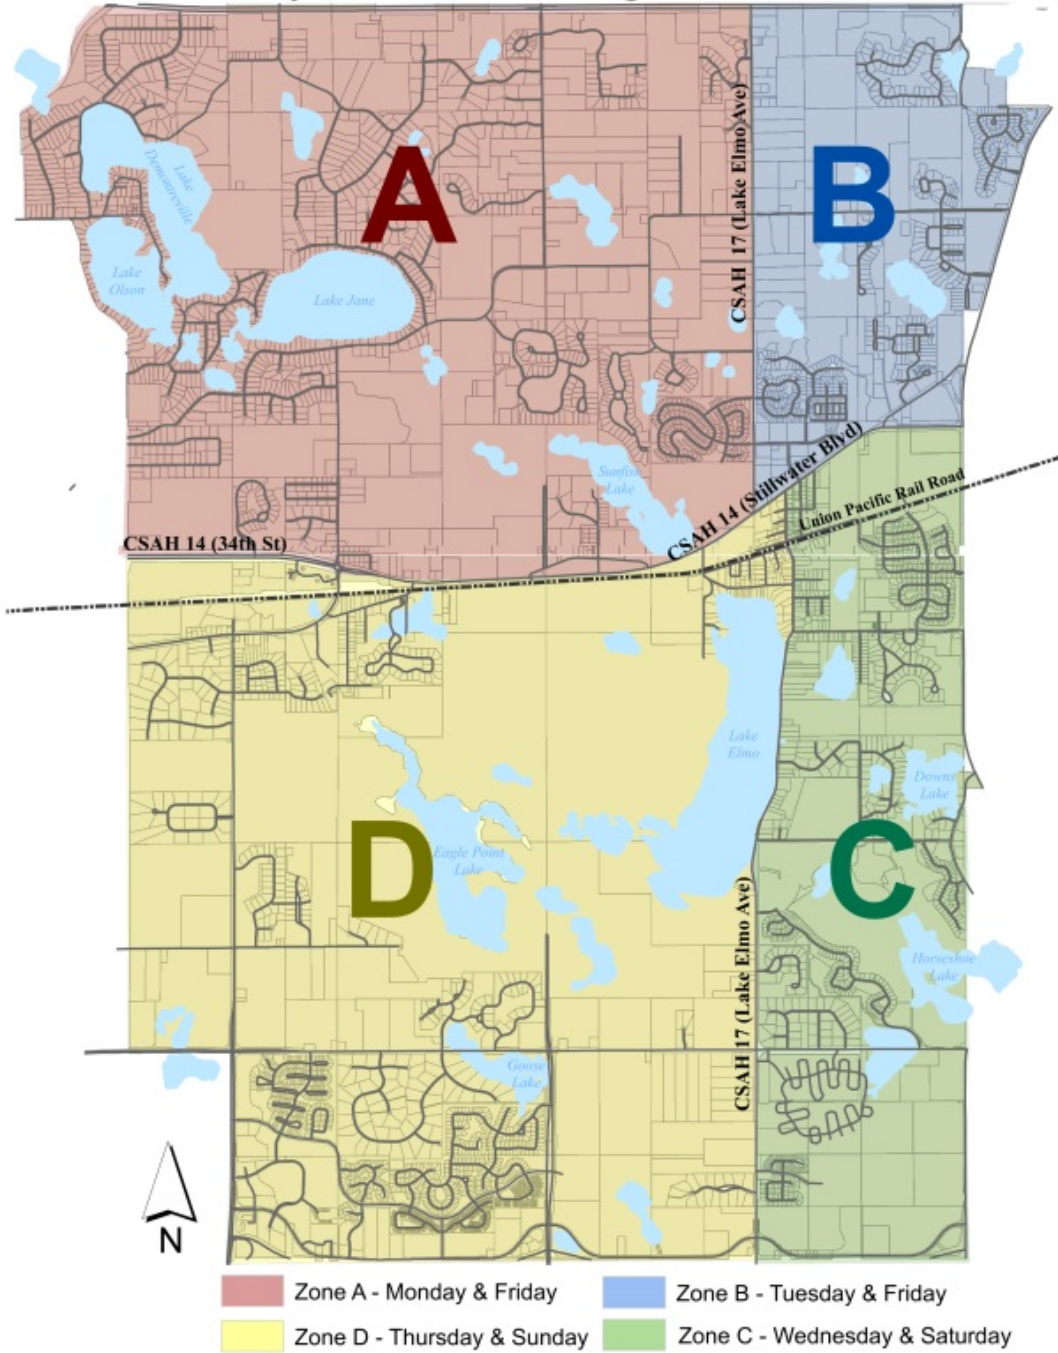 A
B
CSAH 17 (Lake Elmo Ave)
Lake
Demontreville
Lake
Olson
Lake Jane
Sunfish
Lake
CSAH 14 (Stillwater Blvd)
Union Pacific Rail Road
CSAH 14 (34th St)
Lake
Elmo
Downs
Lake
D
Eagle Point
Lake
C
CSAH 17 (Lake Elmo Ave)
Horseshoe
Lake
Goose
Lake
N
Zone A - Monday & Friday
Zone B - Tuesday & Friday
Zone D - Thursday & Sunday
Zone C - Wednesday & Saturday